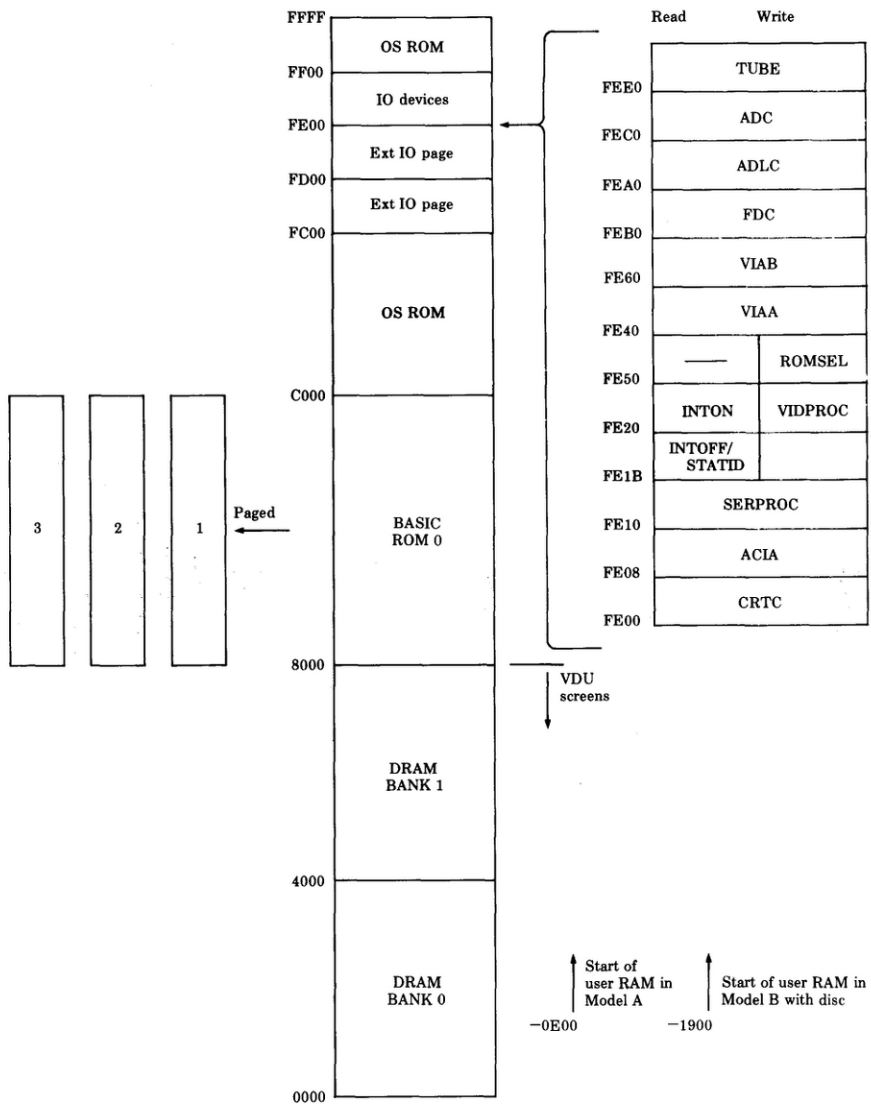 FFFF
OS ROM
FF00
IO devices
FE00
Ext IO page
FD00
Ext IO page
FC00
OS ROM
C000
BASIC
ROM 0
8000
DRAM
BANK 1
4000
DRAM
BANK 0
0000
3
2
1
Paged
Read Write
TUBE
FEE0
ADC
FEC0
ADLC
FEA0
FDC
FEB0
VIAB
FE60
VIAA
FE40
— ROMSEL
FE50
INTON VIDPROC
FE20
INTOFF/
STATID
FE1B
SERPROC
FE10
ACIA
FE08
CRTC
FE00
VDU
screens
Start of
user RAM in
Model A
−0E00
Start of user RAM in
Model B with disc
−1900